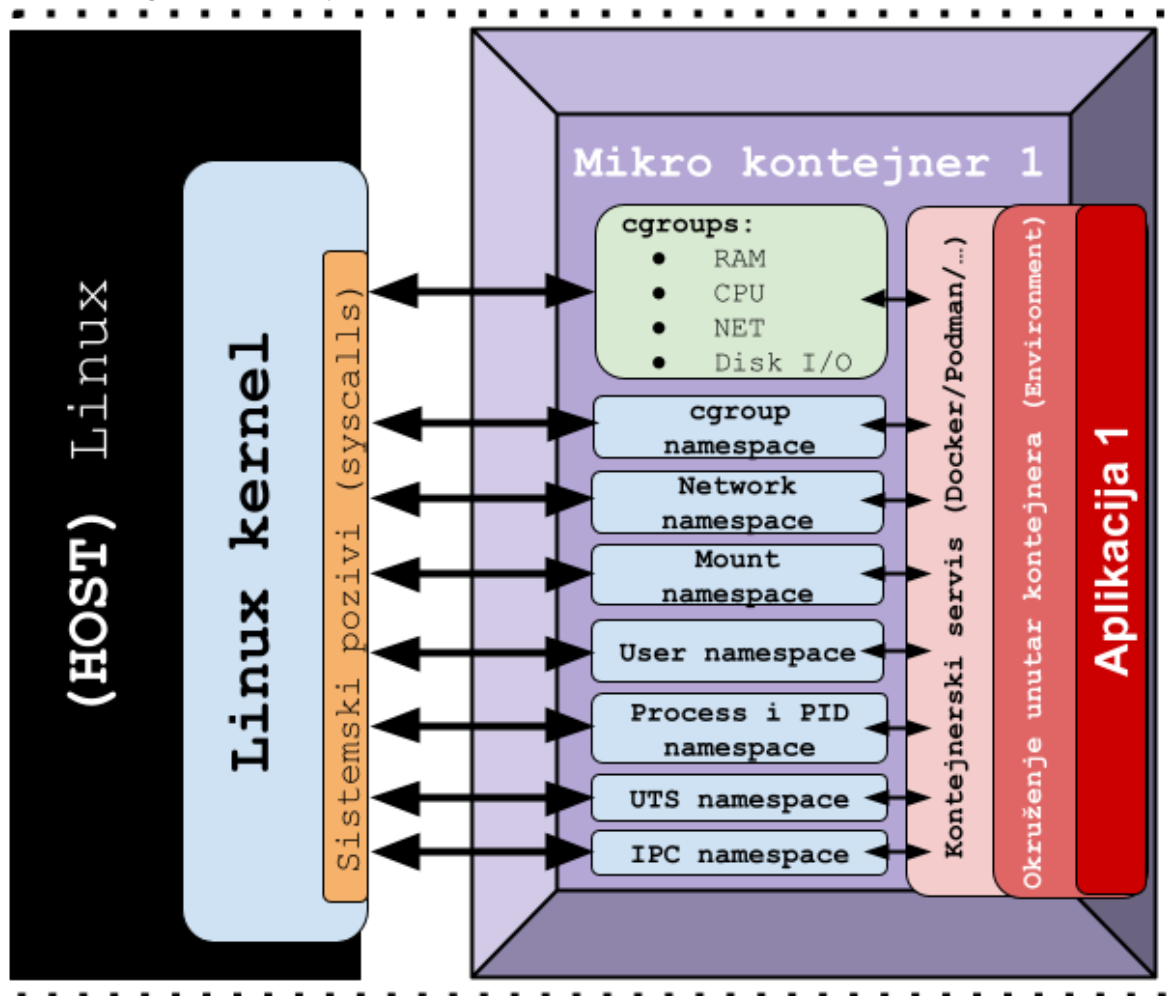 (HOST) Linux
Linux kernel
Sistemski pozivi (syscalls)
Mikro kontejner 1
cgroups:
● RAM
● CPU
● NET
● Disk I/O
cgroup
namespace
Network
namespace
Mount
namespace
User namespace
Process i PID
namespace
UTS namespace
IPC namespace
Kontejnerski servis (Docker/Podman/…)
Okruženje unutar kontejnera (Environment)
Aplikacija 1